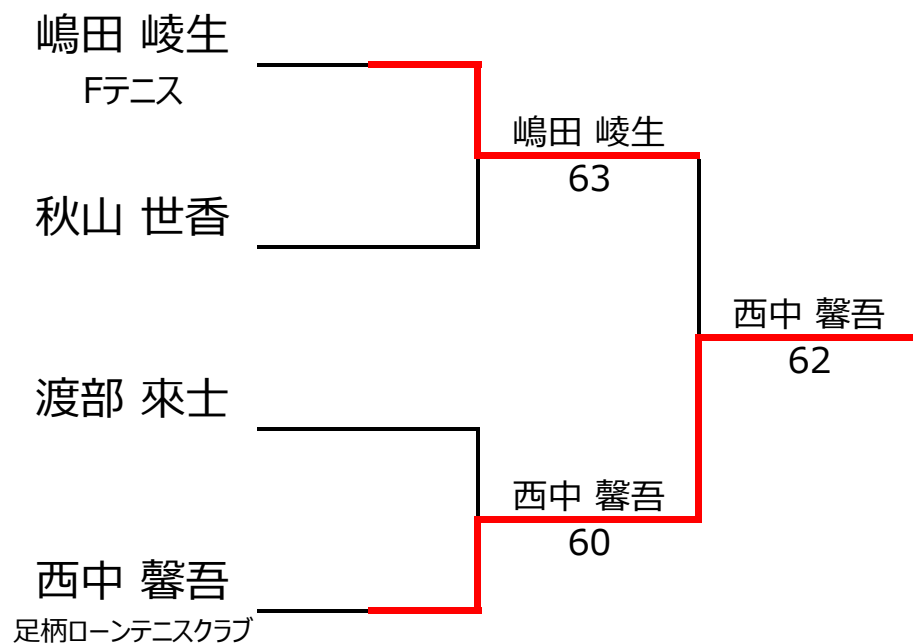 嶋田 崚生
Fテニス
秋山 世香
渡部 來士
西中 馨吾
足柄ローンテニスクラブ
嶋田 崚生
63
西中 馨吾
60
西中 馨吾
62